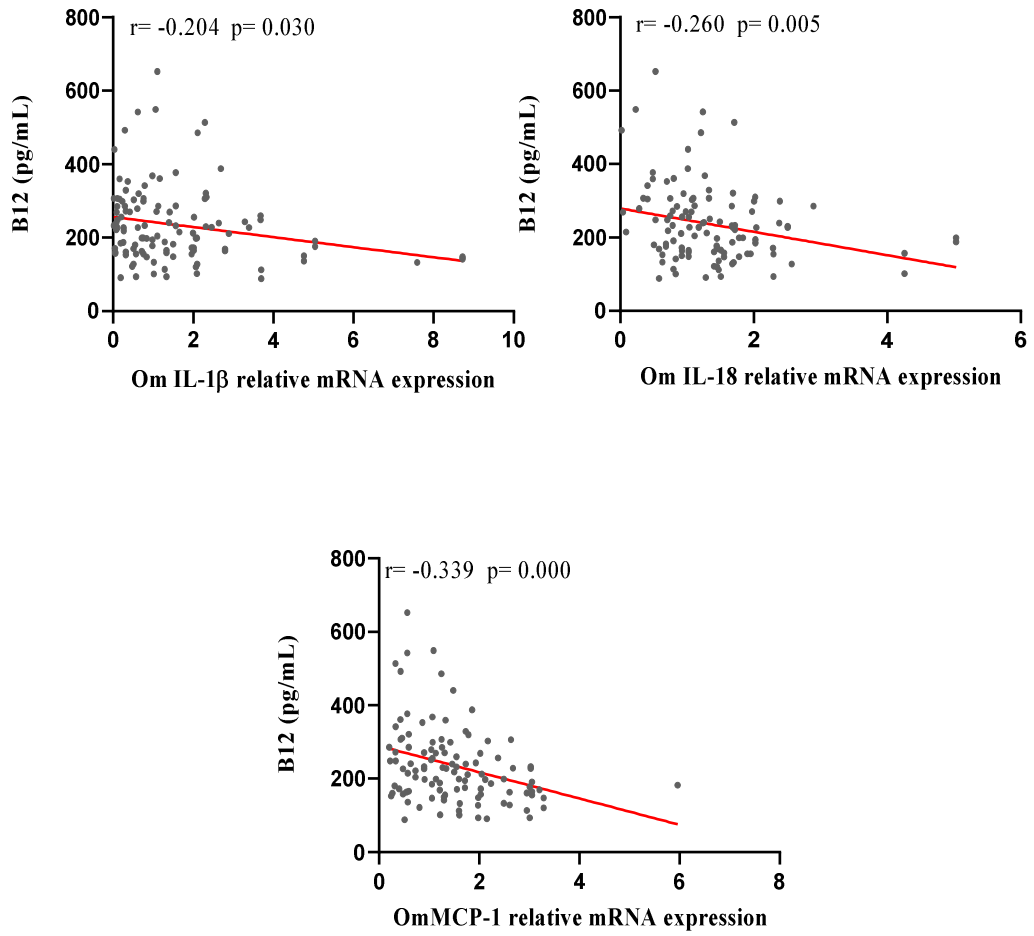 r= -0.204 p= 0.030
B12 (pg/mL)
800
600
400
200
0
0 2 4 6 8 10
Om IL-1β relative mRNA expression
r= -0.260 p= 0.005
B12 (pg/mL)
800
600
400
200
0
0 2 4 6
Om IL-18 relative mRNA expression
r= -0.339 p= 0.000
B12 (pg/mL)
800
600
400
200
0
0 2 4 6 8
OmMCP-1 relative mRNA expression